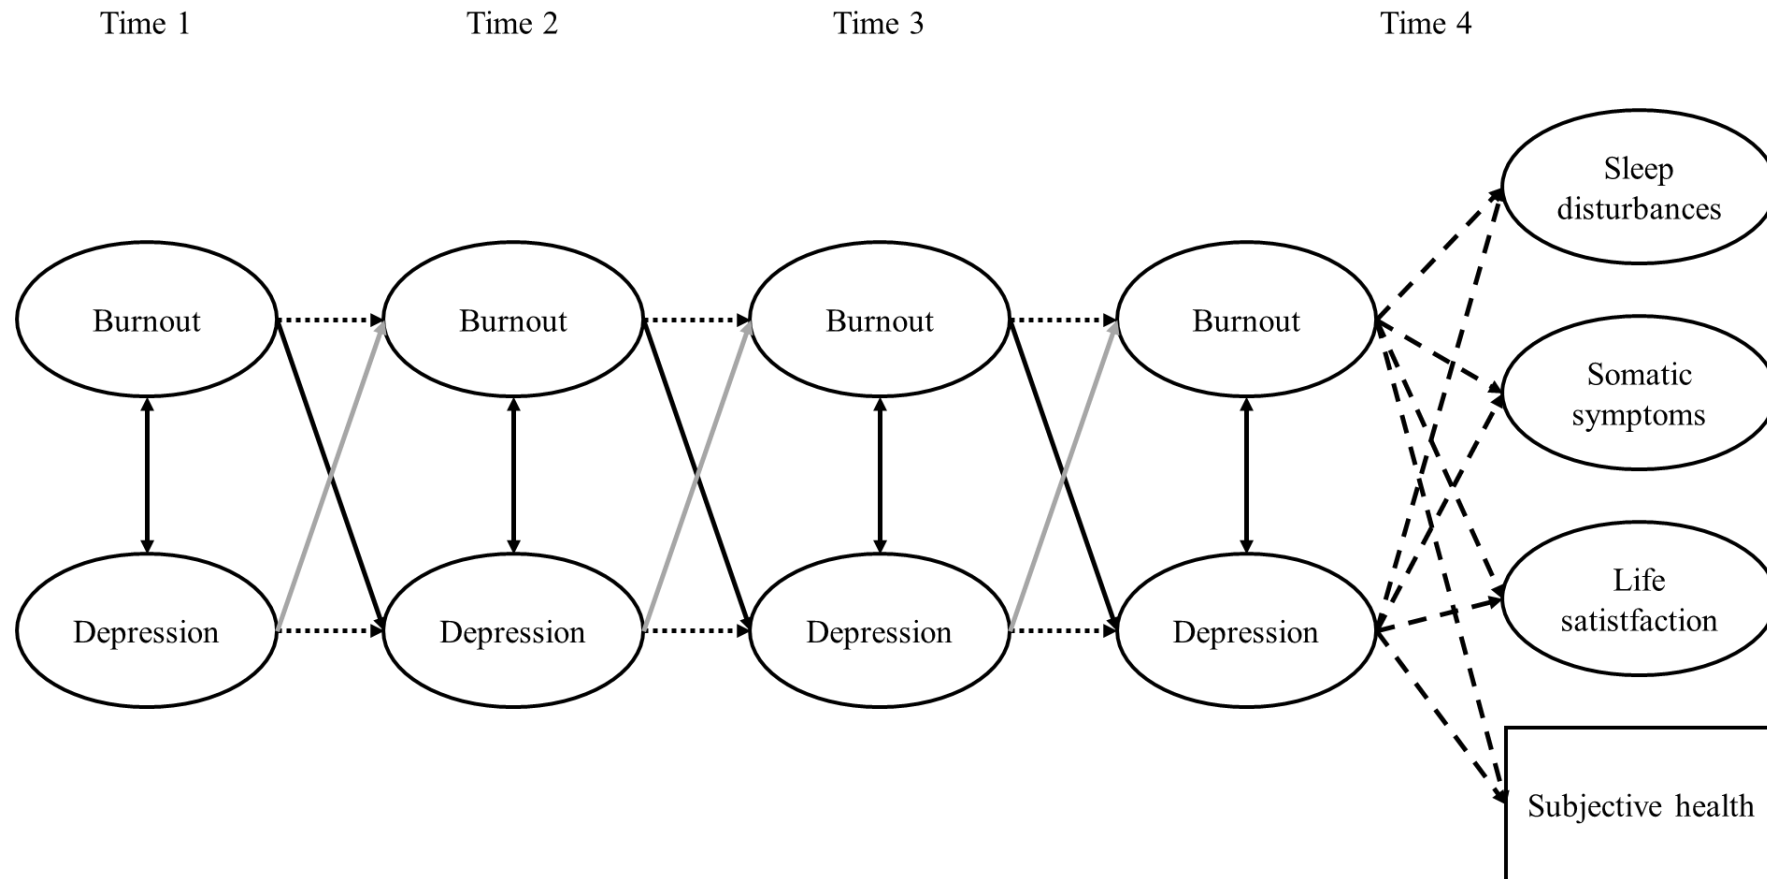 Time 1
Time 2
Time 3
Time 4
Sleep
disturbances
Burnout
Burnout
Burnout
Burnout
Somatic
symptoms
Depression
Depression
Depression
Depression
Life
satistfaction
Subjective health